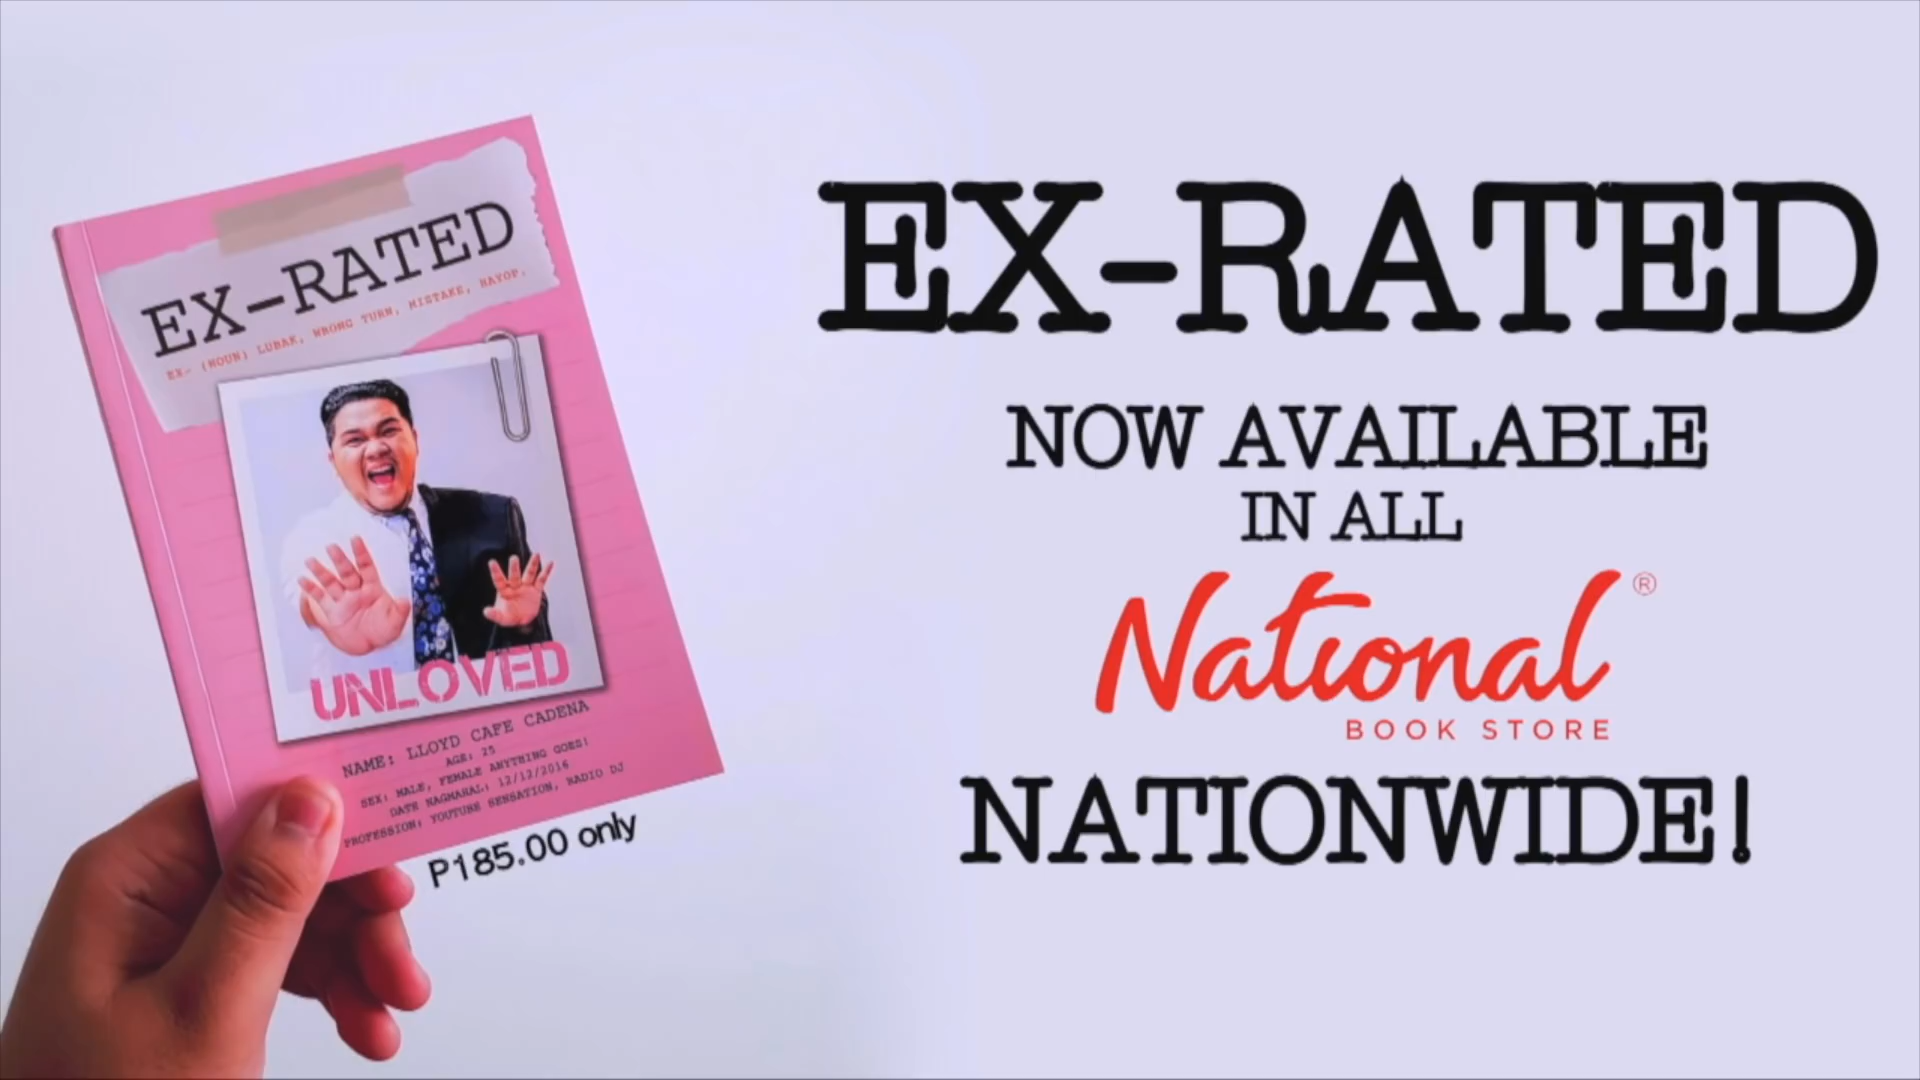 EX-RATED
EX- (NOUN) LUBAK, WRONG TURN, MISTAKE, HAYOP.
UNLOVED
NAME: LLOYD CAFE CADENA
AGE: 25
SEX: MALE, FEMALE ANYTHING GOES!
DATE NAGMAHAL: 12/12/2016
PROFESSION: YOUTUBE SENSATION, RADIO DJ
P185.00 only
EX-RATED
NOW AVAILABLE
IN ALL
National®
BOOK STORE
NATIONWIDE!